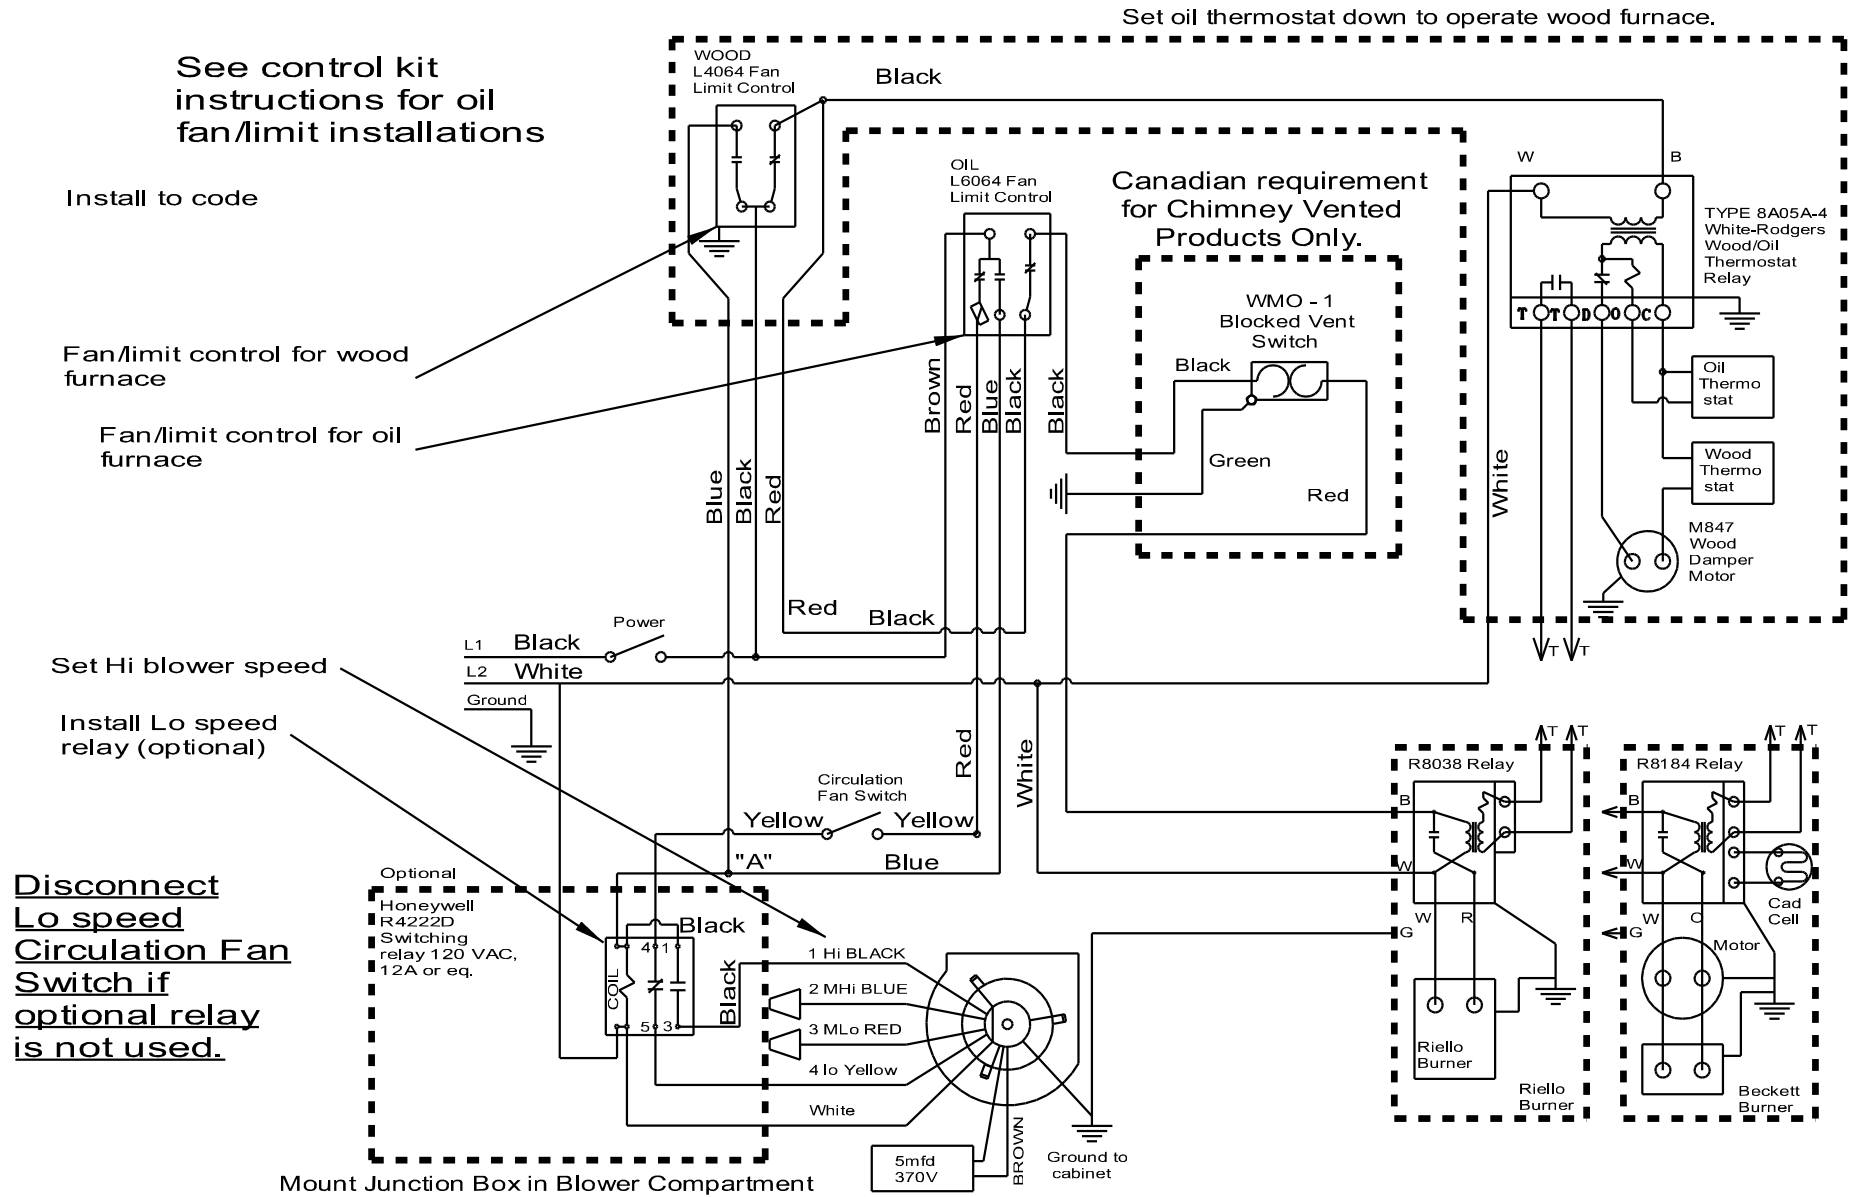 Set oil thermostat down to operate wood furnace.
See control kit
instructions for oil
fan/limit installations
Install to code
WOOD
L4064 Fan
Limit Control
Black
OIL
L6064 Fan
Limit Control
Canadian requirement
for Chimney Vented
Products Only.
W
B
TYPE 8A05A-4
White-Rodgers
Wood/Oil
Thermostat
Relay
T
T
D
O
C
WMO - 1
Blocked Vent
Switch
Black
Green
Red
Fan/limit control for wood
furnace
Fan/limit control for oil
furnace
Brown
Red
Blue
Black
Black
Blue
Black
Red
White
Oil
Thermo
stat
Wood
Thermo
stat
M847
Wood
Damper
Motor
T
T
Red
Black
Power
L1
Black
L2
White
Ground
Set Hi blower speed
Install Lo speed
relay (optional)
Red
White
Circulation
Fan Switch
Yellow
Yellow
"A"
Blue
Disconnect
Lo speed
Circulation Fan
Switch if
optional relay
is not used.
Optional
Honeywell
R4222D
Switching
relay 120 VAC,
12A or eq.
Black
4
1
COIL
5
3
Black
1 Hi BLACK
2 MHi BLUE
3 MLo RED
4 lo Yellow
White
5mfd
370V
BROWN
Ground to
cabinet
Mount Junction Box in Blower Compartment
T
T
R8038 Relay
B
W
W
R
G
Riello
Burner
Riello
Burner
T
T
R8184 Relay
B
W
W
O
G
Cad
Cell
Motor
Beckett
Burner